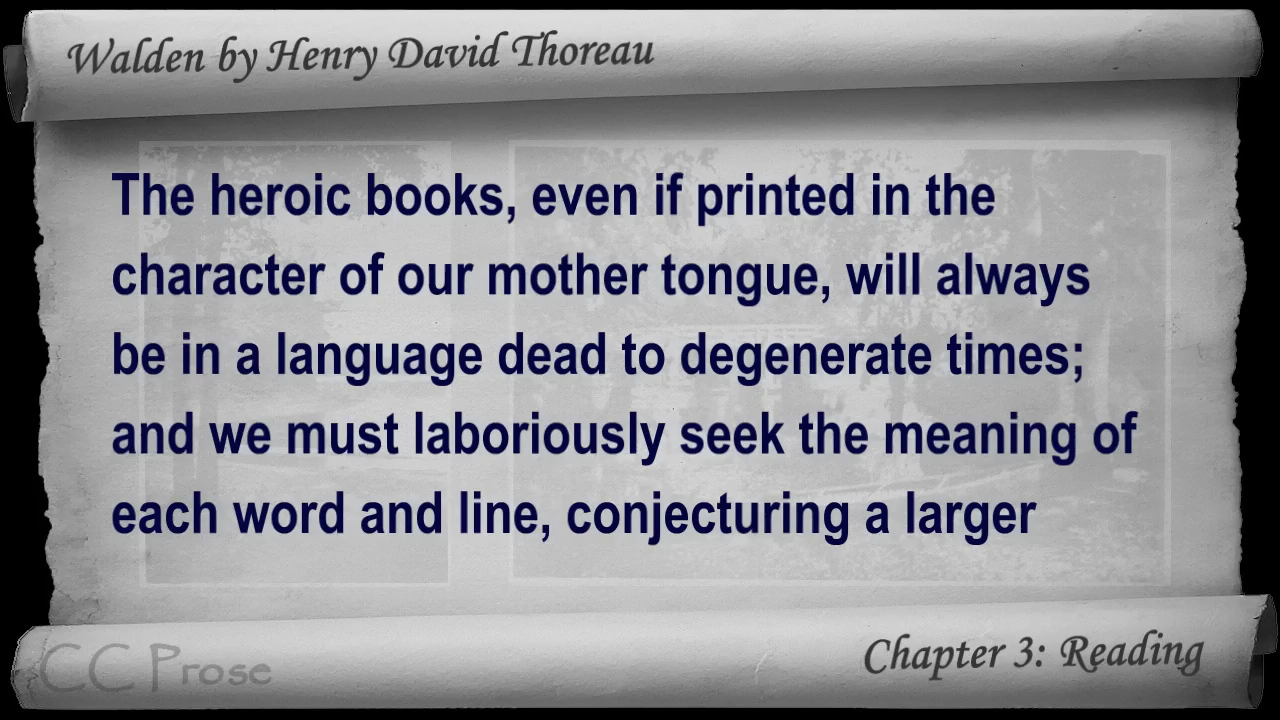 Walden by Henry David Thoreau
The heroic books, even if printed in the
character of our mother tongue, will always
be in a language dead to degenerate times;
and we must laboriously seek the meaning of
each word and line, conjecturing a larger
CC Prose
Chapter 3: Reading